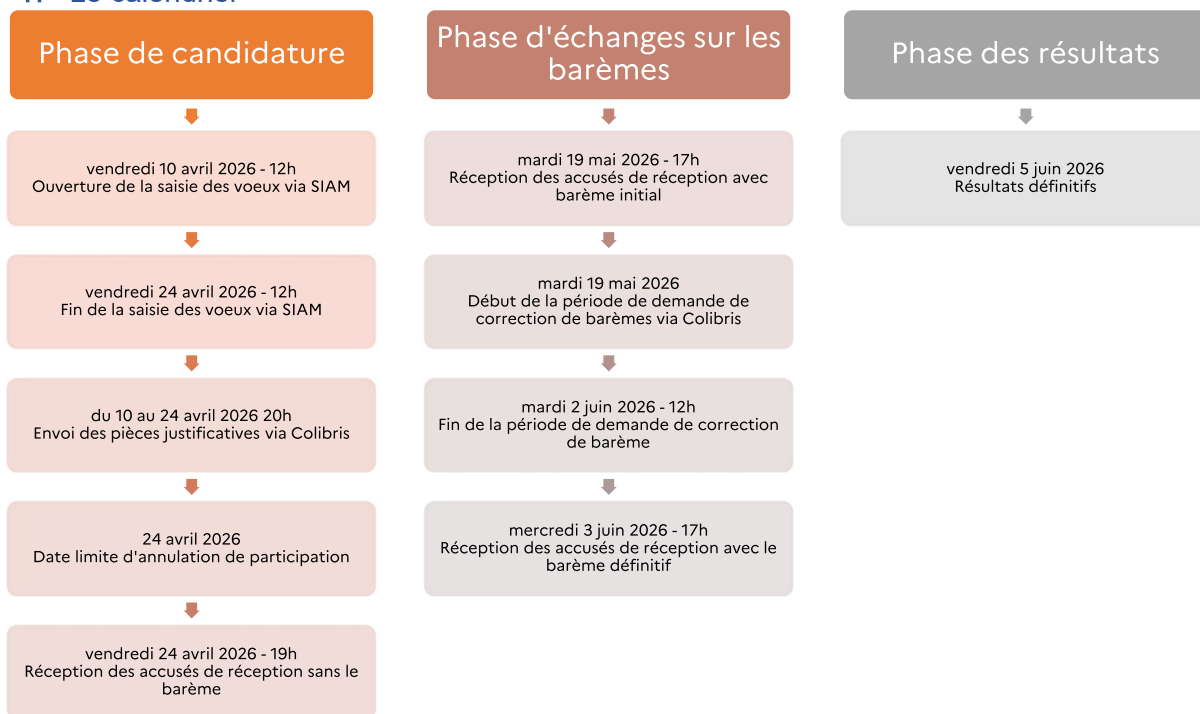 Phase de candidature
vendredi 10 avril 2026 - 12h
Ouverture de la saisie des voeux via SIAM
vendredi 24 avril 2026 - 12h
Fin de la saisie des voeux via SIAM
du 10 au 24 avril 2026 20h
Envoi des pièces justificatives via Colibris
24 avril 2026
Date limite d'annulation de participation
vendredi 24 avril 2026 - 19h
Réception des accusés de réception sans le
barème
Phase d'échanges sur les
barèmes
mardi 19 mai 2026 - 17h
Réception des accusés de réception avec
barème initial
mardi 19 mai 2026
Début de la période de demande de
correction de barèmes via Colibris
mardi 2 juin 2026 - 12h
Fin de la période de demande de correction
de barème
mercredi 3 juin 2026 - 17h
Réception des accusés de réception avec le
barème définitif
Phase des résultats
vendredi 5 juin 2026
Résultats définitifs